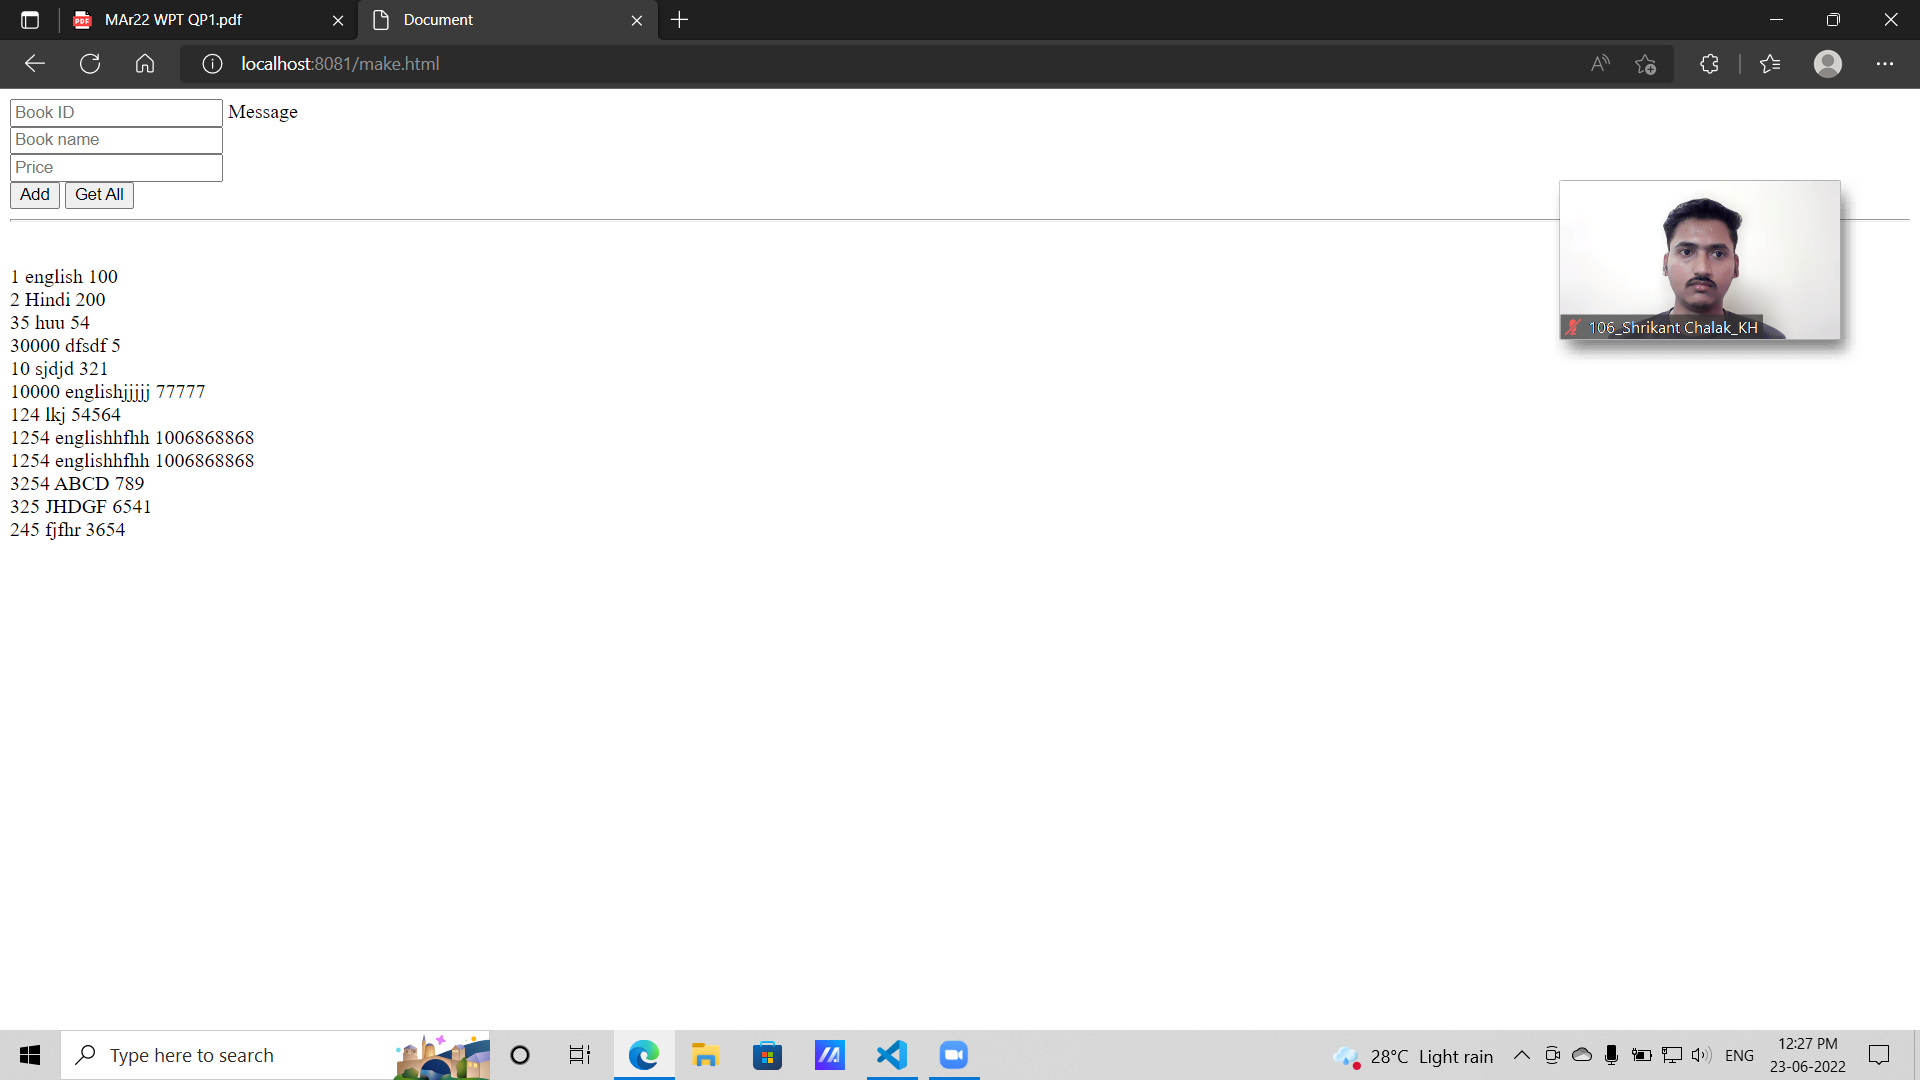 MAr22 WPT QP1.pdf
Document
localhost:8081/make.html
Book ID
Message
Book name
Price
Add
Get All
1 english 100
2 Hindi 200
35 huu 54
30000 dfsdf 5
10 sjdjd 321
10000 englishjjjjj 77777
124 lkj 54564
1254 englishhfhh 1006868868
1254 englishhfhh 1006868868
3254 ABCD 789
325 JHDGF 6541
245 fjfhr 3654
106_Shrikant Chalak_KH
Type here to search
28°C Light rain
ENG
12:27 PM
23-06-2022